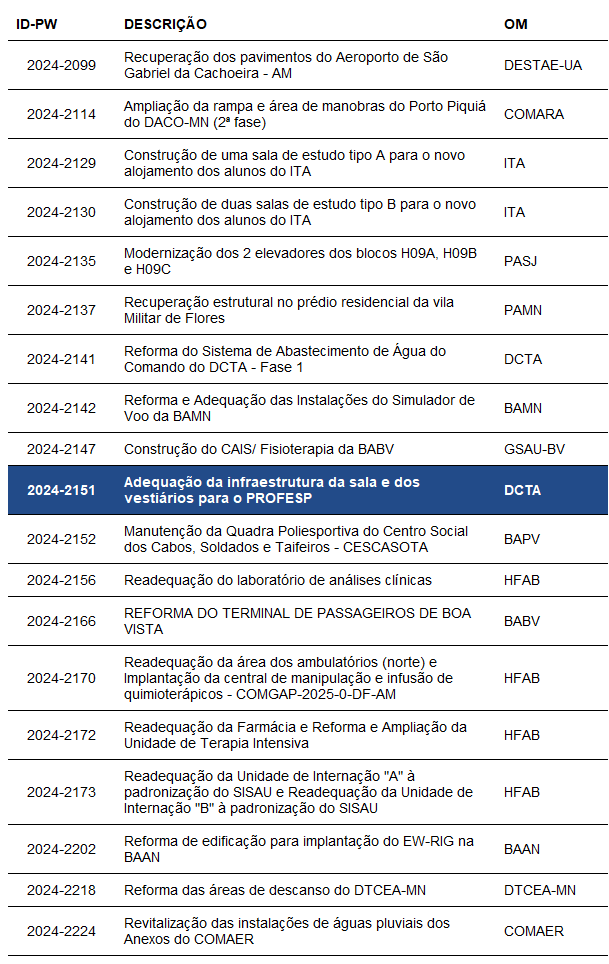 ID-PW DESCRIÇÃO OM
2024-2099 Recuperação dos pavimentos do Aeroporto de São DESTAE-UA
Gabriel da Cachoeira - AM
2024-2114 Ampliação da rampa e área de manobras do Porto Piquiá COMARA
do DACO-MN (2ª fase)
2024-2129 Construção de uma sala de estudo tipo A para o novo ITA
alojamento dos alunos do ITA
2024-2130 Construção de duas salas de estudo tipo B para o novo ITA
alojamento dos alunos do ITA
2024-2135 Modernização dos 2 elevadores dos blocos H09A, H09B PASJ
e H09C
2024-2137 Recuperação estrutural no prédio residencial da vila PAMN
Militar de Flores
2024-2141 Reforma do Sistema de Abastecimento de Água do DCTA
Comando do DCTA - Fase 1
2024-2142 Reforma e Adequação das Instalações do Simulador de BAMN
Voo da BAMN
2024-2147 Construção do CAIS/ Fisioterapia da BABV GSAU-BV
2024-2151 Adequação da infraestrutura da sala e dos DCTA
vestiários para o PROFESP
2024-2152 Manutenção da Quadra Poliesportiva do Centro Social BAPV
dos Cabos, Soldados e Taifeiros - CESCASOTA
2024-2156 Readequação do laboratório de análises clínicas HFAB
2024-2166 REFORMA DO TERMINAL DE PASSAGEIROS DE BOA BABV
VISTA
2024-2170 Readequação da área dos ambulatórios (norte) e HFAB
Implantação da central de manipulação e infusão de
quimioterápicos - COMGAP-2025-0-DF-AM
2024-2172 Readequação da Farmácia e Reforma e Ampliação da HFAB
Unidade de Terapia Intensiva
2024-2173 Readequação da Unidade de Internação "A" à HFAB
padronização do SISAU e Readequação da Unidade de
Internação "B" à padronização do SISAU
2024-2202 Reforma de edificação para implantação do EW-RIG na BAAN
BAAN
2024-2218 Reforma das áreas de descanso do DTCEA-MN DTCEA-MN
2024-2224 Revitalização das instalações de águas pluviais dos COMAER
Anexos do COMAER